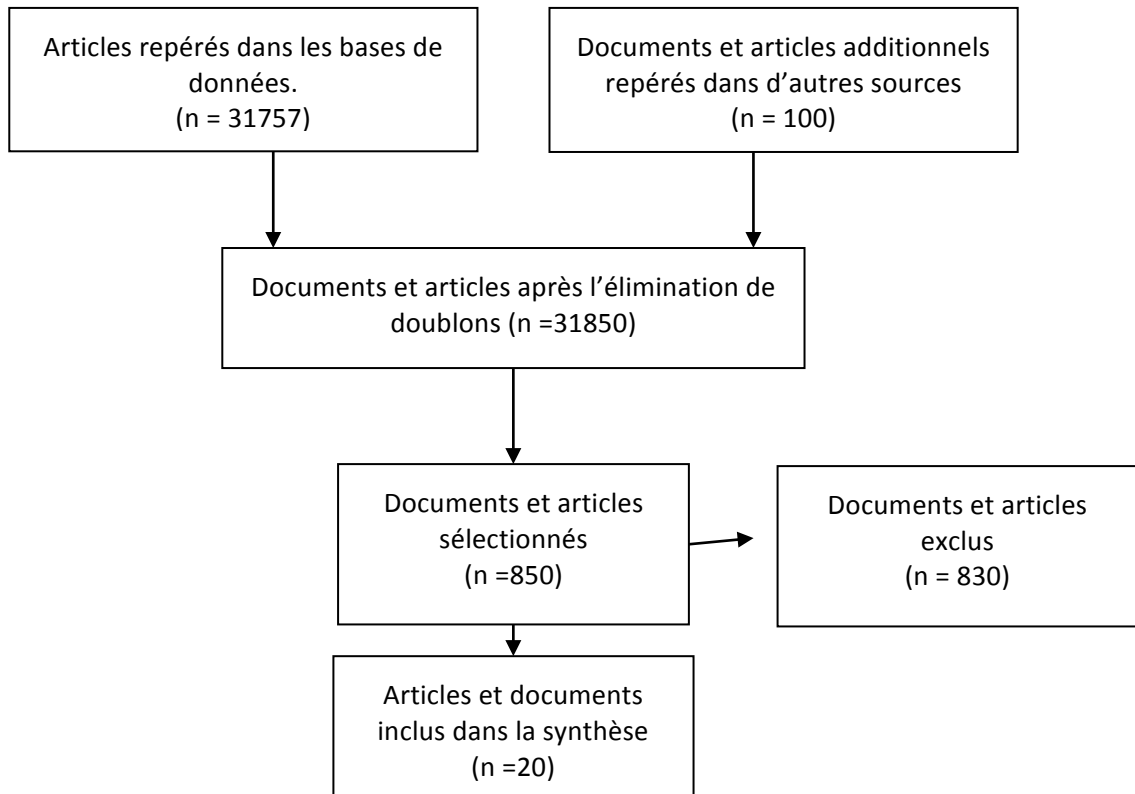 Articles repérés dans les bases de
données.
(n = 31757)
Documents et articles additionnels
repérés dans d’autres sources
(n = 100)
Documents et articles après l’élimination de
doublons (n =31850)
Documents et articles
sélectionnés
(n =850)
Documents et articles
exclus
(n = 830)
Articles et documents
inclus dans la synthèse
(n =20)